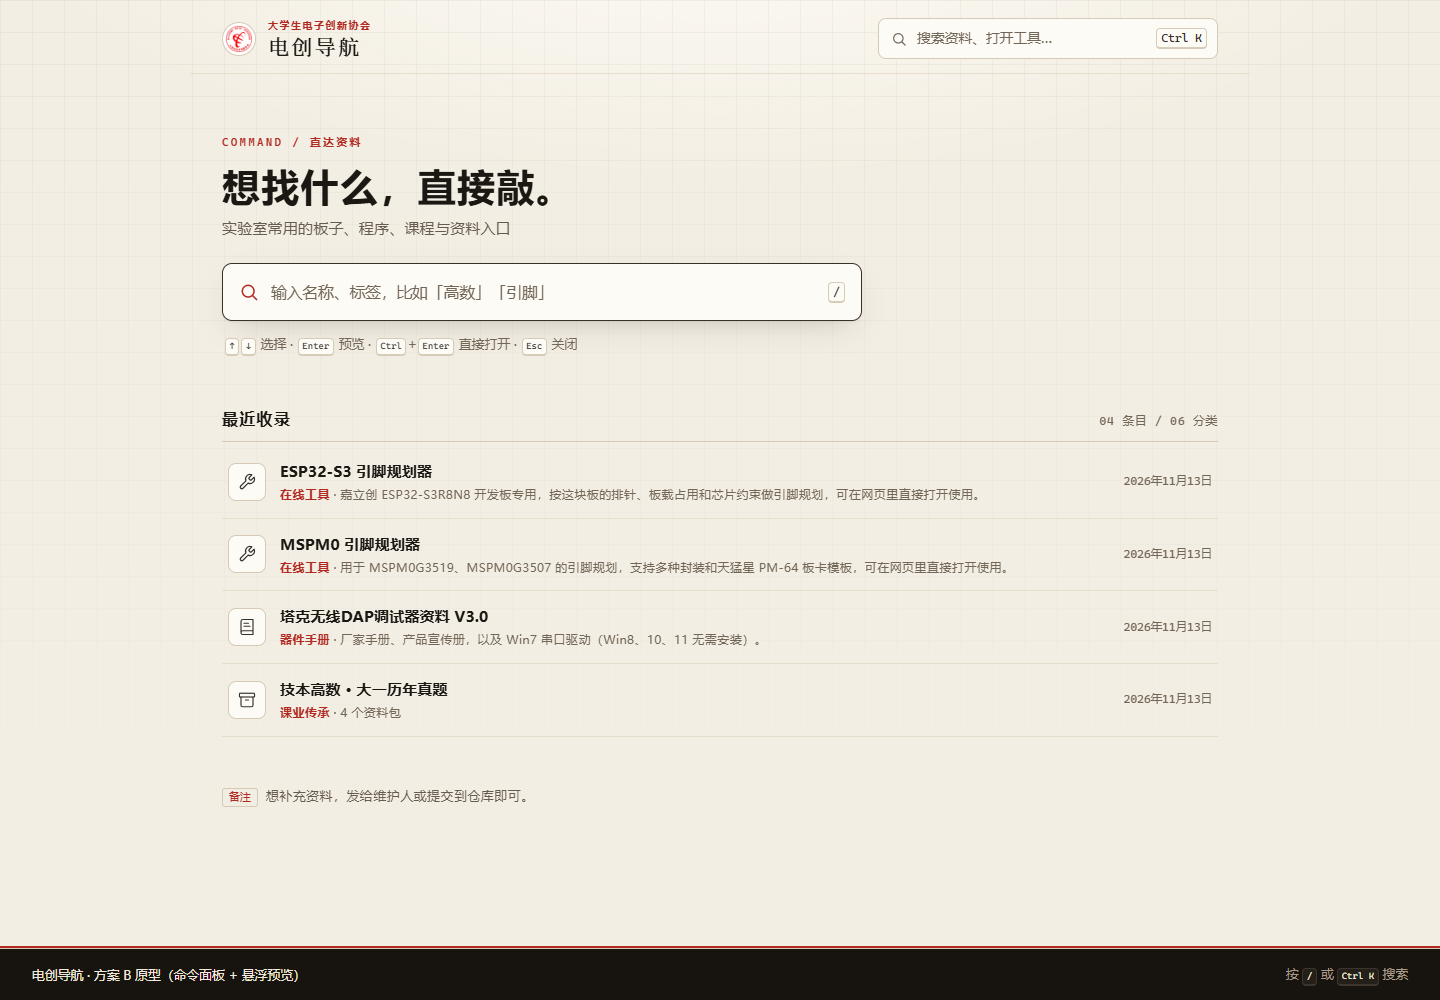 大学生电子创新协会
电创导航
搜索资料、打开工具... Ctrl K
COMMAND / 直达资料
想找什么，直接敲。
实验室常用的板子、程序、课程与资料入口
输入名称、标签，比如「高数」「引脚」 /
↑ ↓ 选择 · Enter 预览 · Ctrl + Enter 直接打开 · Esc 关闭
最近收录 04 条目 / 06 分类
ESP32-S3 引脚规划器
在线工具 · 嘉立创 ESP32-S3R8N8 开发板专用，按这块板的排针、板载占用和芯片约束做引脚规划，可在网页里直接打开使用。 2026年11月13日
MSPM0 引脚规划器
在线工具 · 用于 MSPM0G3519、MSPM0G3507 的引脚规划，支持多种封装和天猛星 PM-64 板卡模板，可在网页里直接打开使用。 2026年11月13日
塔克无线DAP调试器资料 V3.0
器件手册 · 厂家手册、产品宣传册，以及 Win7 串口驱动（Win8、10、11 无需安装）。 2026年11月13日
技本高数 • 大一历年真题
课业传承 · 4 个资料包 2026年11月13日
备注 想补充资料，发给维护人或提交到仓库即可。
电创导航 · 方案 B 原型（命令面板 + 悬浮预览） 按 / 或 Ctrl K 搜索